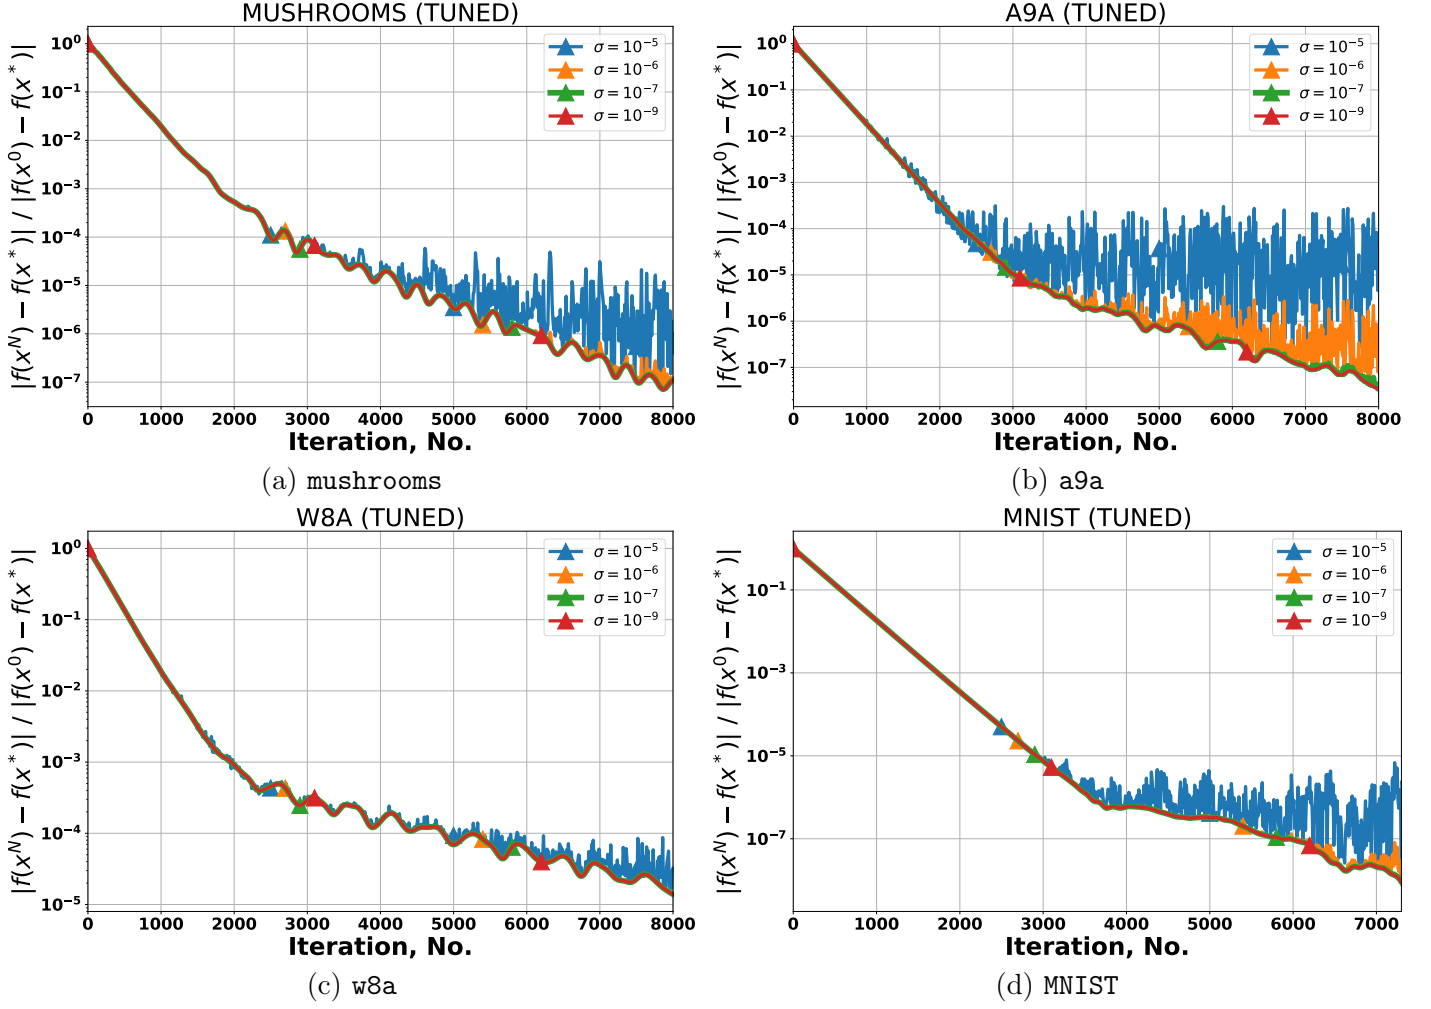 MUSHROOMS (TUNED)
|f(x^N) − f(x^*)| / |f(x^0) − f(x^*)|
10^0
10^−1
10^−2
10^−3
10^−4
10^−5
10^−6
10^−7
σ = 10^−5
σ = 10^−6
σ = 10^−7
σ = 10^−9
0 1000 2000 3000 4000 5000 6000 7000 8000
Iteration, No.
(a) mushrooms
A9A (TUNED)
|f(x^N) − f(x^*)| / |f(x^0) − f(x^*)|
10^0
10^−1
10^−2
10^−3
10^−4
10^−5
10^−6
10^−7
σ = 10^−5
σ = 10^−6
σ = 10^−7
σ = 10^−9
0 1000 2000 3000 4000 5000 6000 7000 8000
Iteration, No.
(b) a9a
W8A (TUNED)
|f(x^N) − f(x^*)| / |f(x^0) − f(x^*)|
10^0
10^−1
10^−2
10^−3
10^−4
10^−5
σ = 10^−5
σ = 10^−6
σ = 10^−7
σ = 10^−9
0 1000 2000 3000 4000 5000 6000 7000 8000
Iteration, No.
(c) w8a
MNIST (TUNED)
|f(x^N) − f(x^*)| / |f(x^0) − f(x^*)|
10^−1
10^−3
10^−5
10^−7
σ = 10^−5
σ = 10^−6
σ = 10^−7
σ = 10^−9
0 1000 2000 3000 4000 5000 6000 7000
Iteration, No.
(d) MNIST